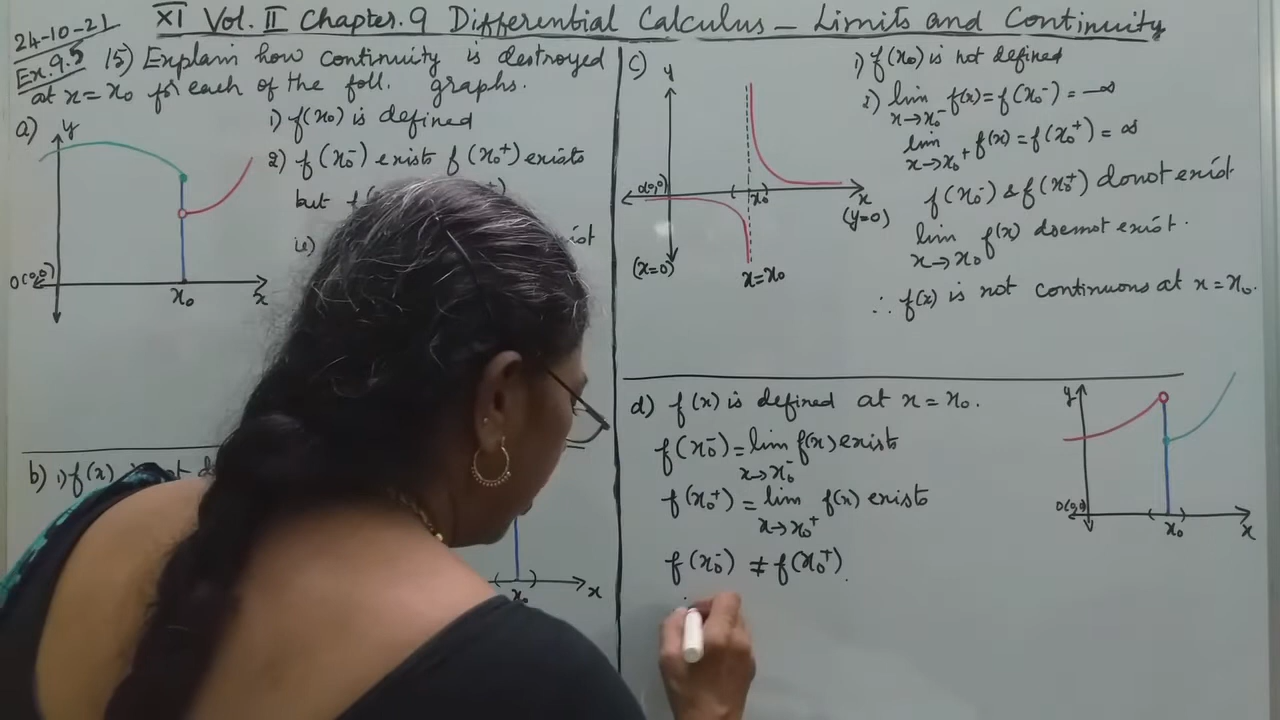 XI Vol. II Chapter. 9 Differential Calculus – Limits and Continuity
24-10-21
Ex. 9.5
15) Explain how continuity is destroyed
at x = x₀ for each of the foll. graphs.
a)
y
1) f(x₀) is defined
2) f(x₀⁻) exists f(x₀⁺) exists
but
ie)
O(0,0)
x₀
x
b) 1) f(x)
x₀
x
c)
y
O(0,0)
x₀
x
(y=0)
(x=0)
x=x₀
1) f(x₀) is not defined
2) lim f(x) = f(x₀⁻) = -∞
x→x₀⁻
lim f(x) = f(x₀⁺) = ∞
x→x₀⁺
f(x₀⁻) & f(x₀⁺) donot exist
lim f(x) doesnot exist.
x→x₀
∴ f(x) is not continuous at x = x₀.
d) f(x) is defined at x = x₀.
f(x₀⁻) = lim f(x) exists
x→x₀⁻
f(x₀⁺) = lim f(x) exists
x→x₀⁺
f(x₀⁻) ≠ f(x₀⁺).
y
O(0,0)
x₀
x